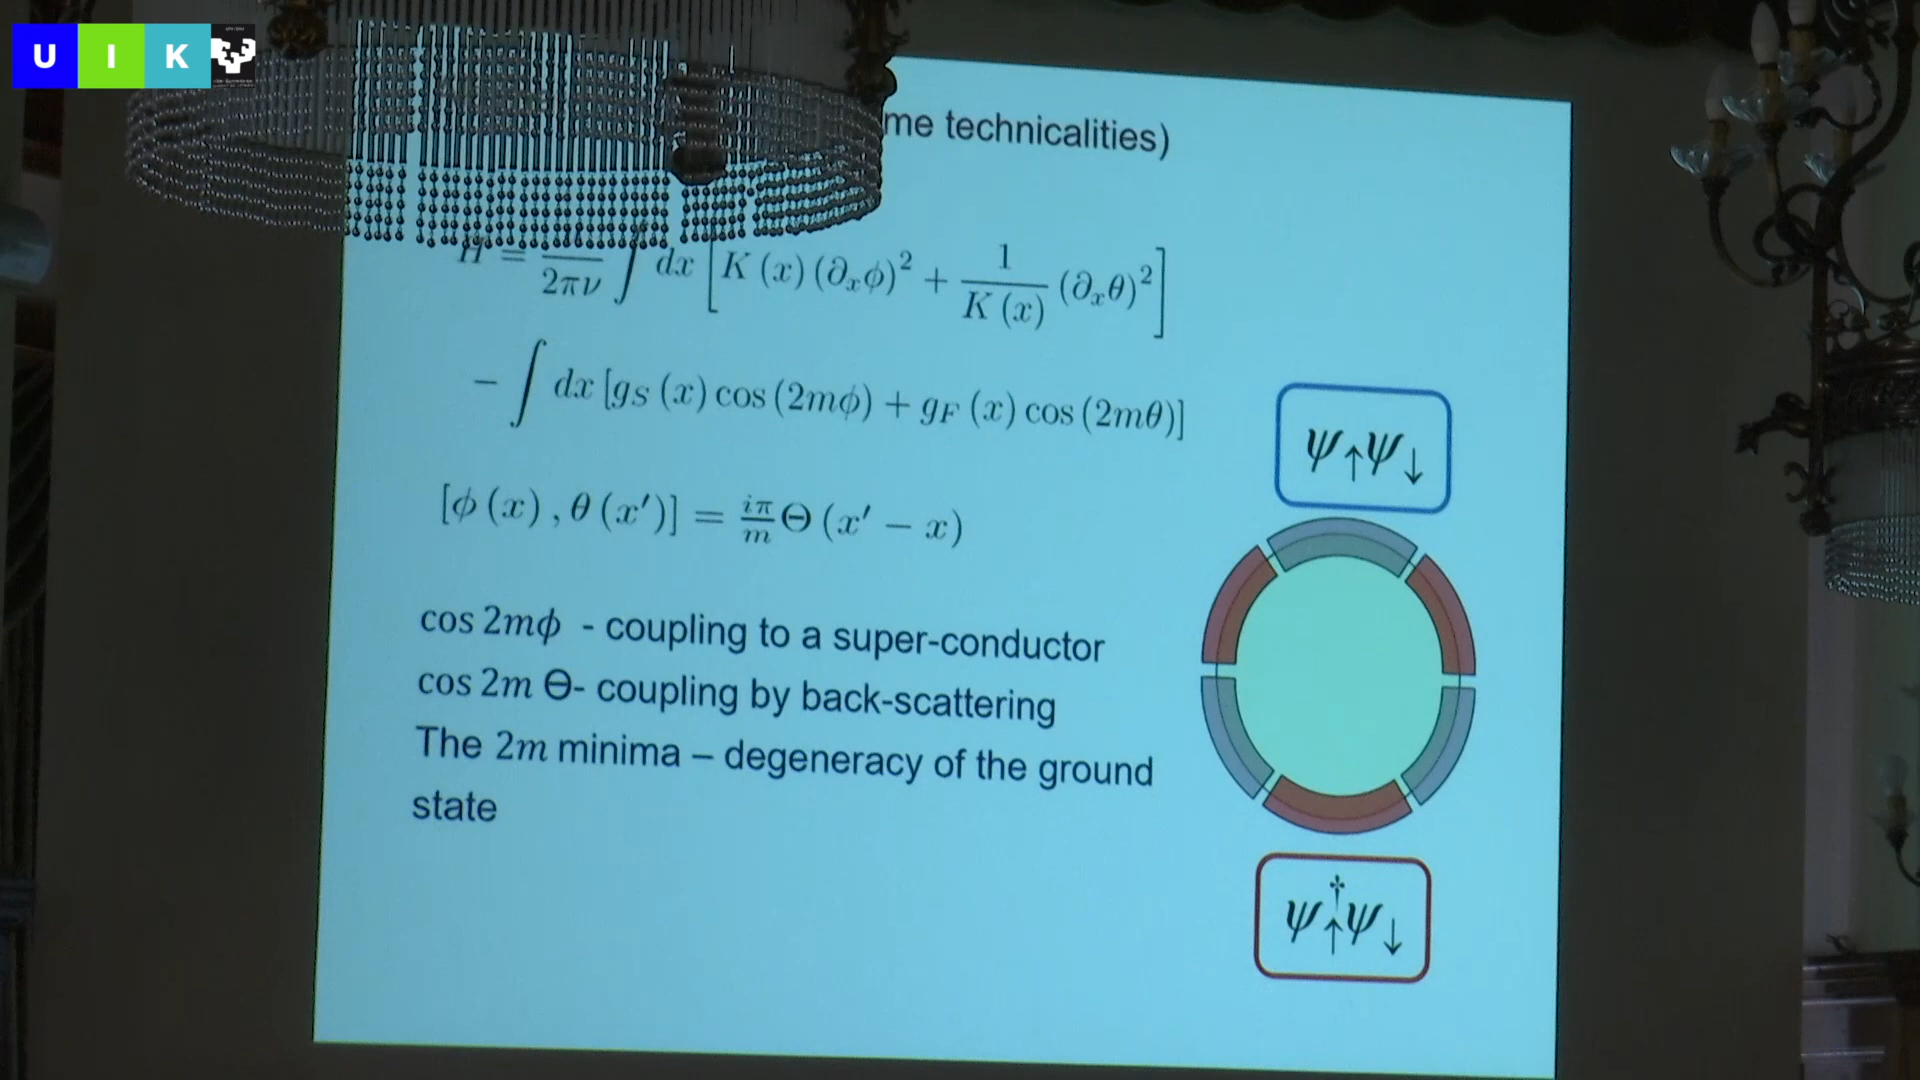 U I K
me technicalities)
H = 2πν ∫ dx [K (x) (∂ₓϕ)² + 1/K (x) (∂ₓθ)²]
− ∫ dx [g_S (x) cos (2mϕ) + g_F (x) cos (2mθ)]
ψ↑ψ↓
[ϕ (x) , θ (x′)] = iπ/m Θ (x′ − x)
cos 2mϕ - coupling to a super-conductor
cos 2m Θ- coupling by back-scattering
The 2m minima – degeneracy of the ground
state
ψ↑†ψ↓